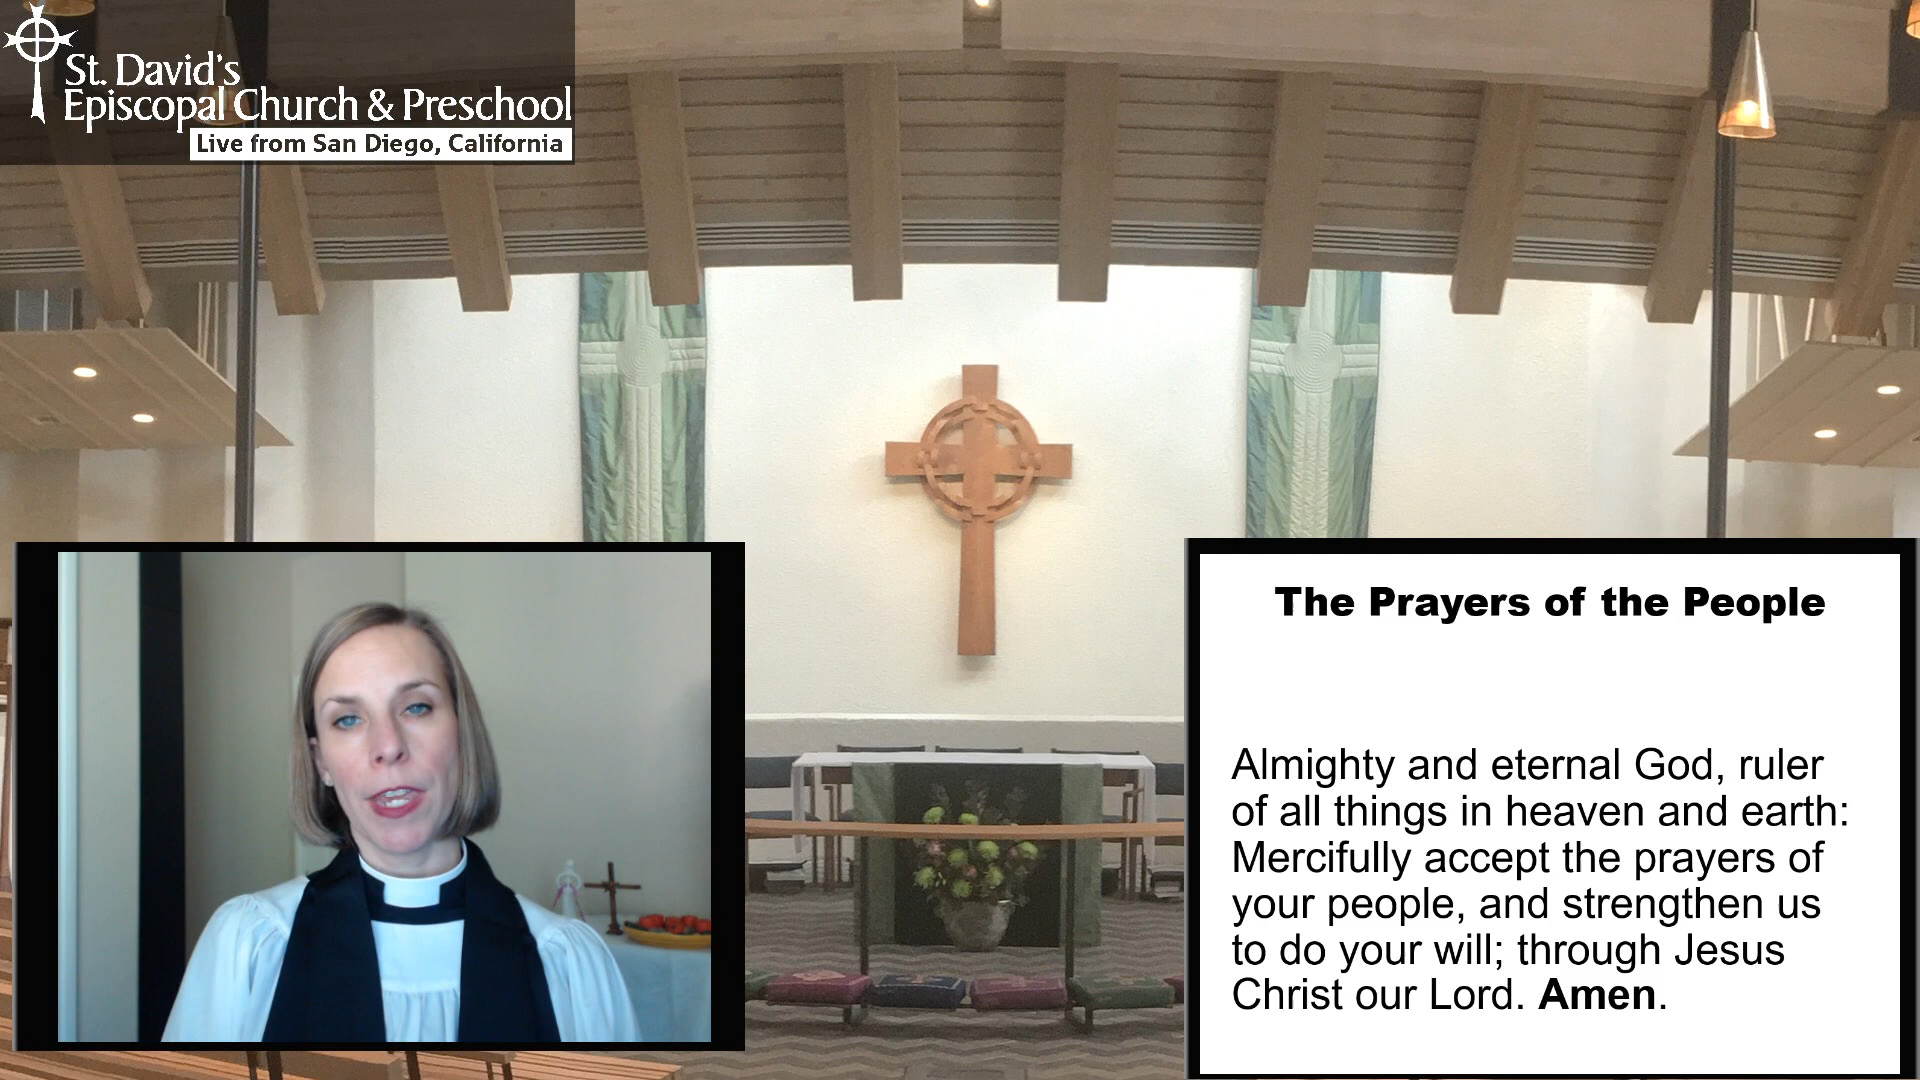 St. David's
Episcopal Church & Preschool
Live from San Diego, California
The Prayers of the People
Almighty and eternal God, ruler
of all things in heaven and earth:
Mercifully accept the prayers of
your people, and strengthen us
to do your will; through Jesus
Christ our Lord. Amen.